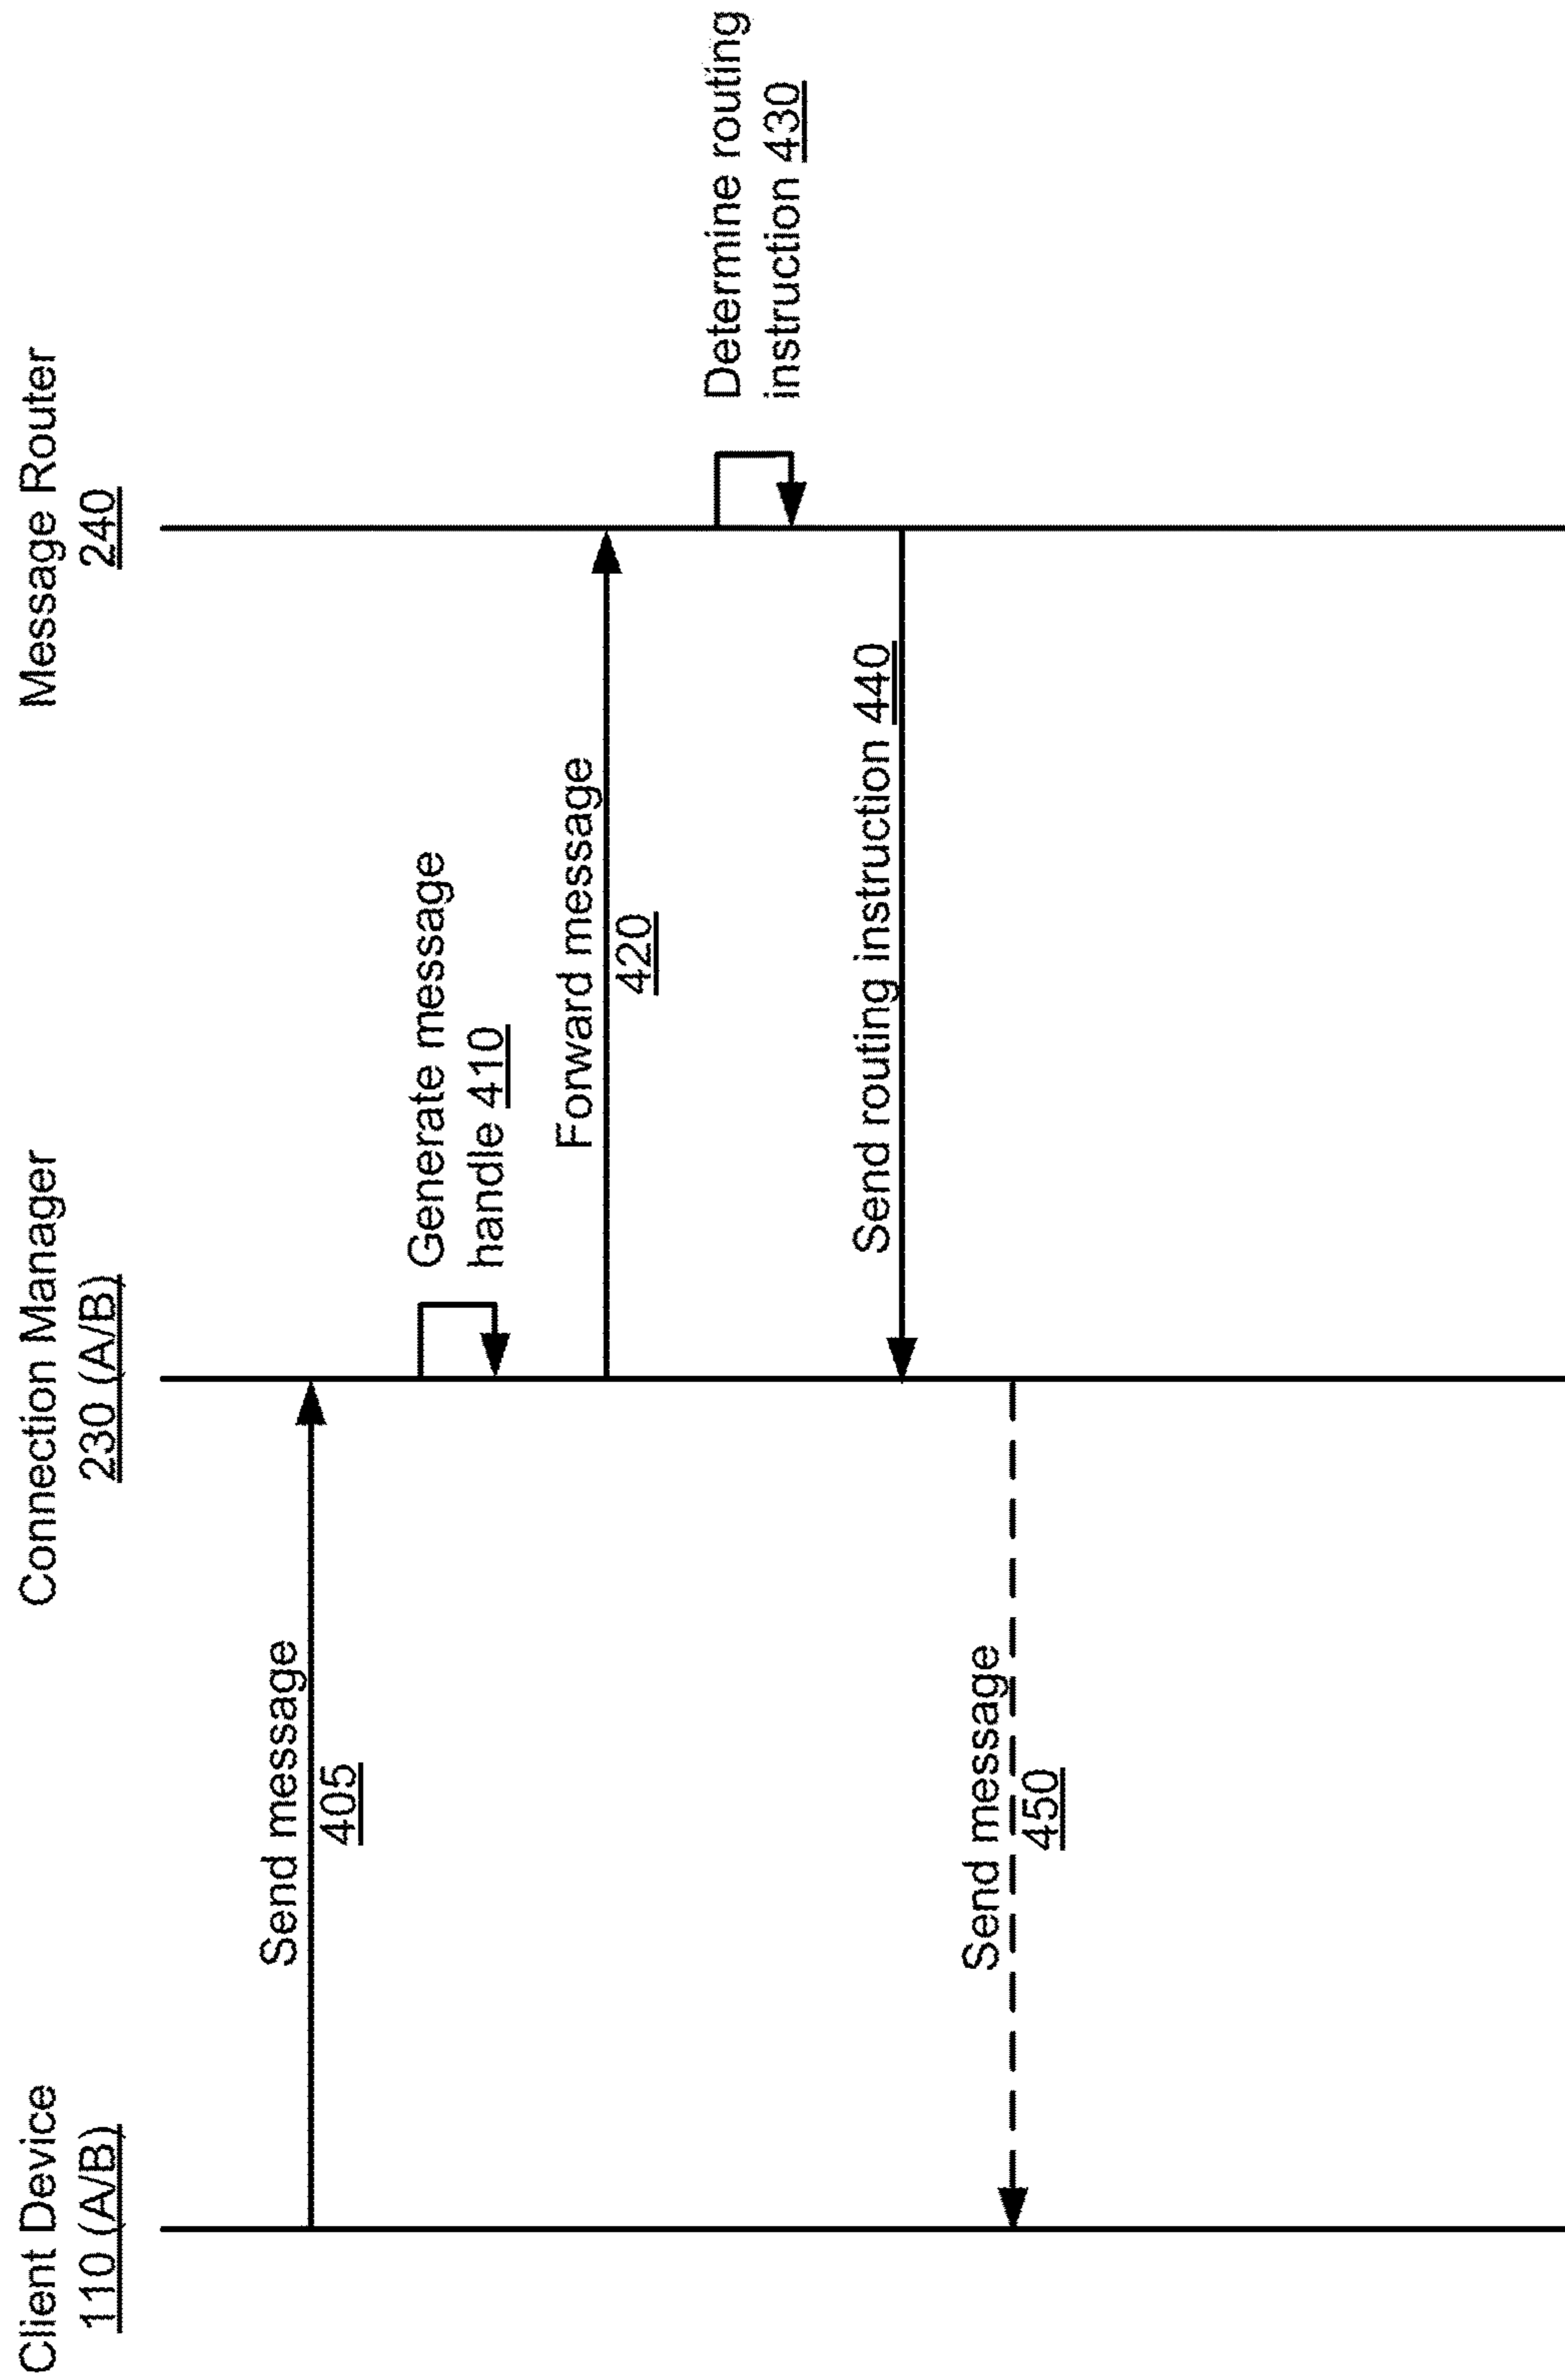 Client Device
110 (A/B)
Connection Manager
230 (A/B)
Message Router
240
Send message
405
Generate message
handle 410
Forward message
420
Determine routing
instruction 430
Send routing instruction 440
Send message
450